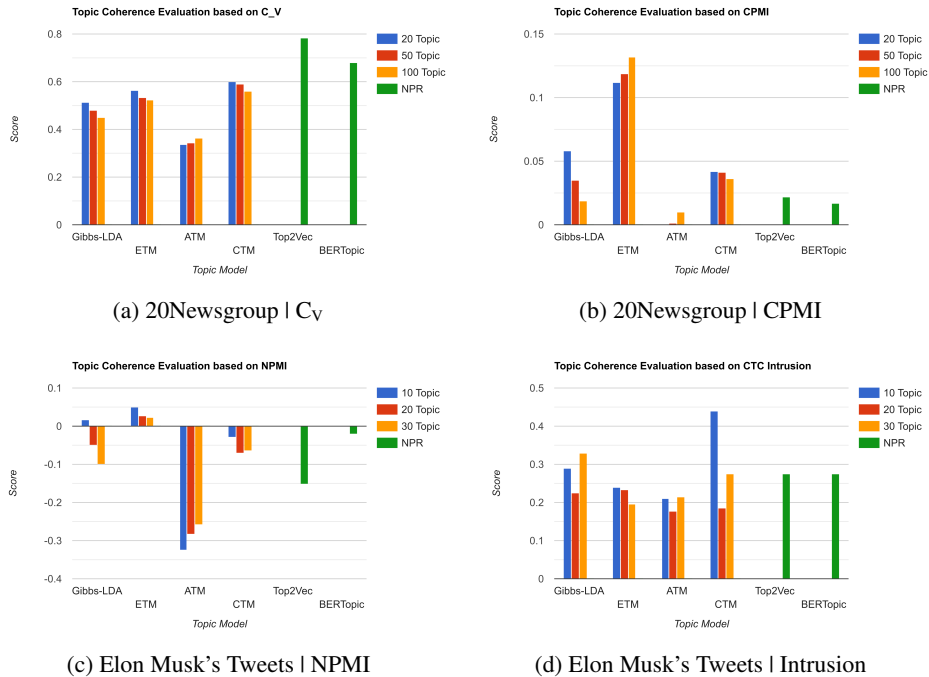 Topic Coherence Evaluation based on C_V
0.8
0.6
0.4
0.2
0
Score
Gibbs-LDA
ETM
ATM
CTM
Top2Vec
BERTopic
Topic Model
20 Topic
50 Topic
100 Topic
NPR
(a) 20Newsgroup | C_V
Topic Coherence Evaluation based on CPMI
0.15
0.1
0.05
0
Score
Gibbs-LDA
ETM
ATM
CTM
Top2Vec
BERTopic
Topic Model
20 Topic
50 Topic
100 Topic
NPR
(b) 20Newsgroup | CPMI
Topic Coherence Evaluation based on NPMI
0.1
0
-0.1
-0.2
-0.3
-0.4
Score
Gibbs-LDA
ETM
ATM
CTM
Top2Vec
BERTopic
Topic Model
10 Topic
20 Topic
30 Topic
NPR
(c) Elon Musk's Tweets | NPMI
Topic Coherence Evaluation based on CTC Intrusion
0.5
0.4
0.3
0.2
0.1
0
Score
Gibbs-LDA
ETM
ATM
CTM
Top2Vec
BERTopic
Topic Model
10 Topic
20 Topic
30 Topic
NPR
(d) Elon Musk's Tweets | Intrusion